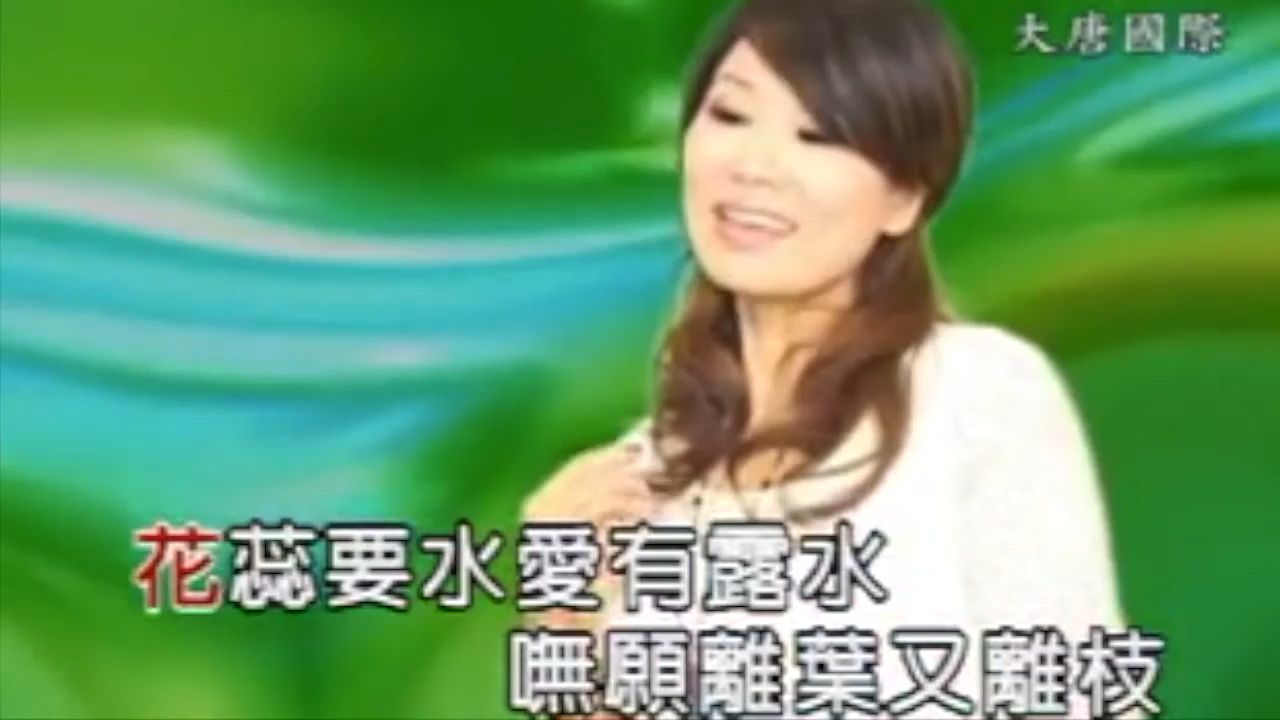 大唐國際
花蕊要水愛有露水
嘸願離葉又離枝